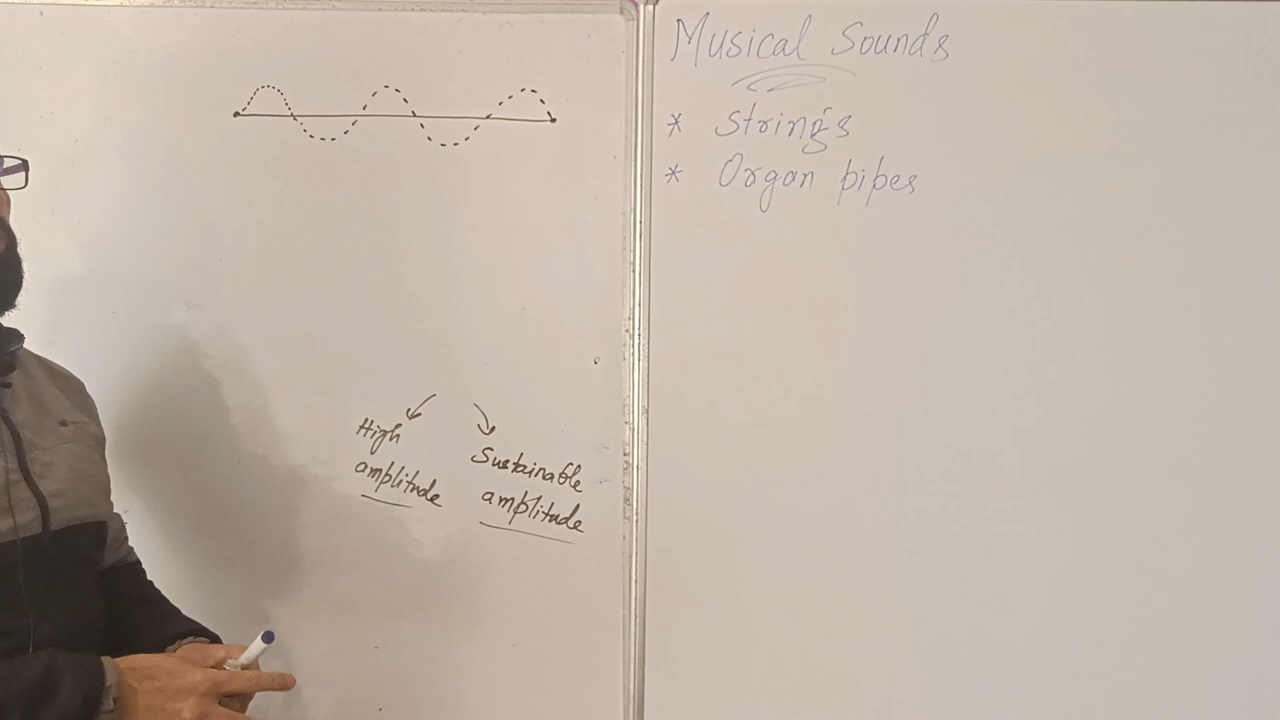 Musical Sounds
* Strings
* Organ pipes
High
amplitude
Sustainable
amplitude